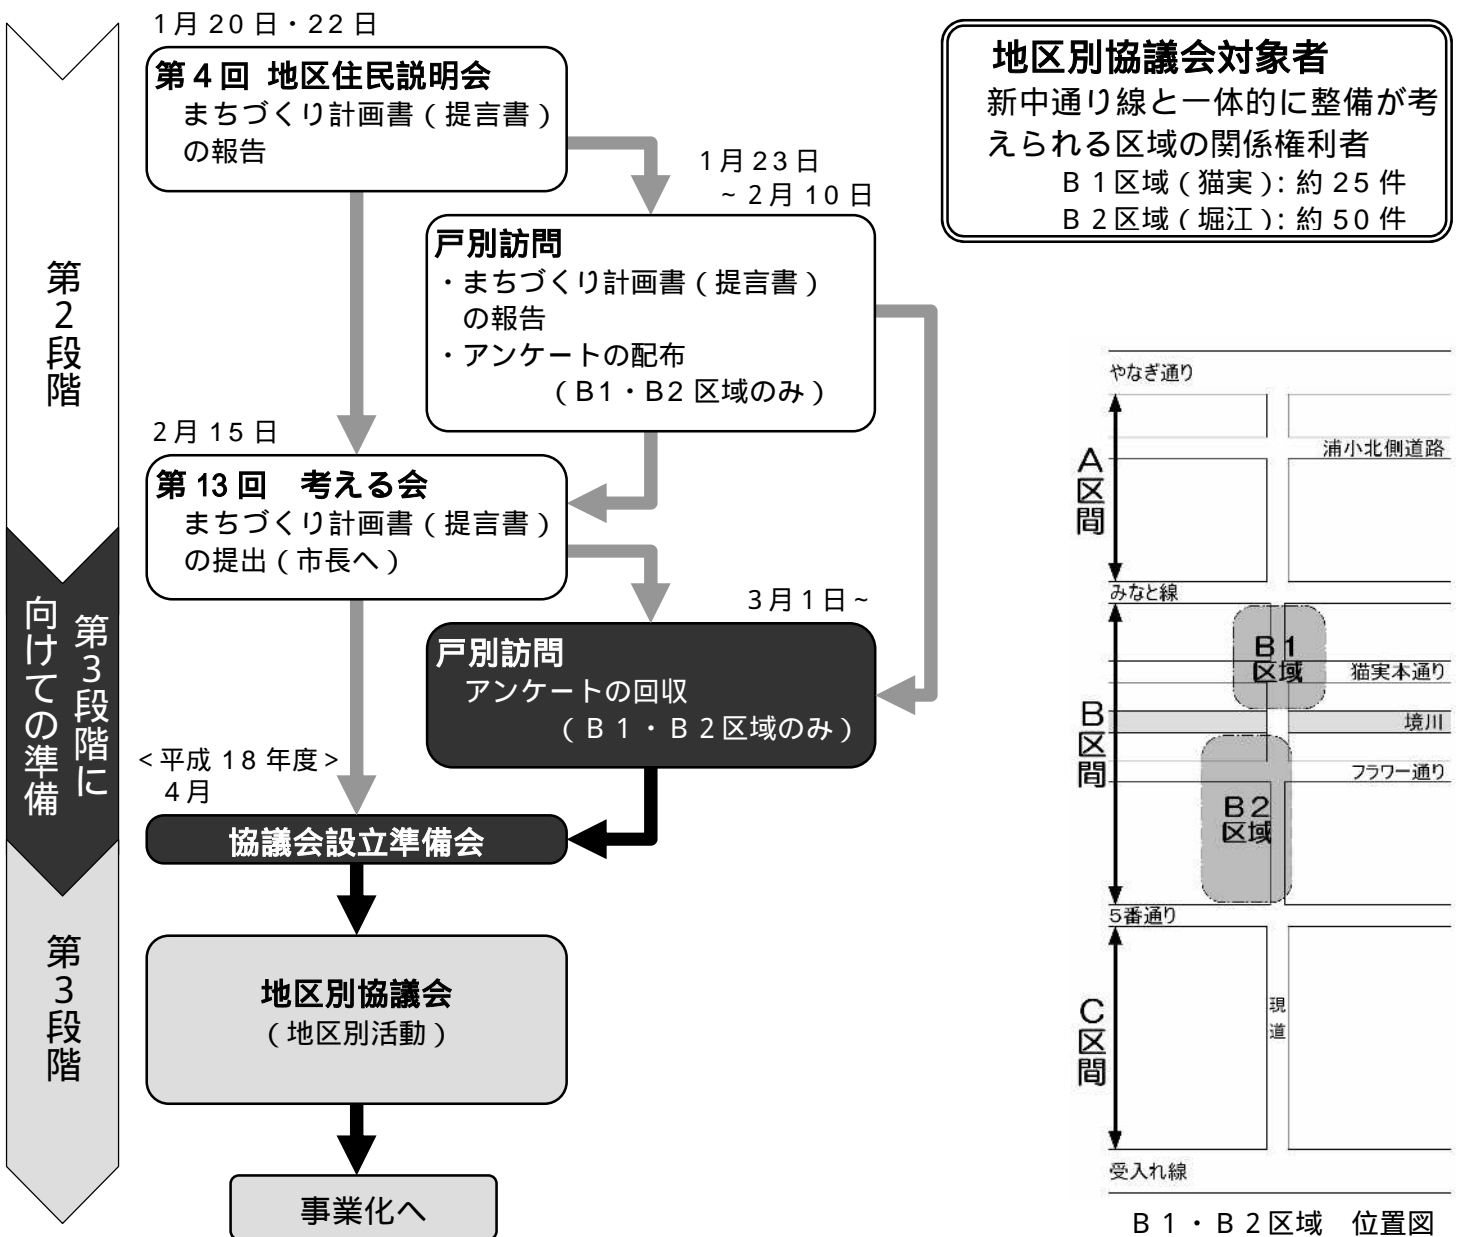 1月20日・22日
第4回 地区住民説明会
まちづくり計画書(提言書)
の報告
1月23日
~2月10日
戸別訪問
・まちづくり計画書(提言書)
の報告
・アンケートの配布
(B1・B2区域のみ)
2月15日
第13回 考える会
まちづくり計画書(提言書)
の提出(市長へ)
3月1日~
戸別訪問
アンケートの回収
(B1・B2区域のみ)
<平成18年度>
4月
協議会設立準備会
地区別協議会
(地区別活動)
事業化へ
第2段階
第3段階に
向けての準備
第3段階
地区別協議会対象者
新中通り線と一体的に整備が考
えられる区域の関係権利者
B1区域(猫実):約25件
B2区域(堀江):約50件
やなぎ通り
浦小北側道路
A区間
みなと線
B1
区域
猫実本通り
境川
B区間
フラワー通り
B2
区域
5番通り
C区間
現道
受入れ線
B1・B2区域 位置図